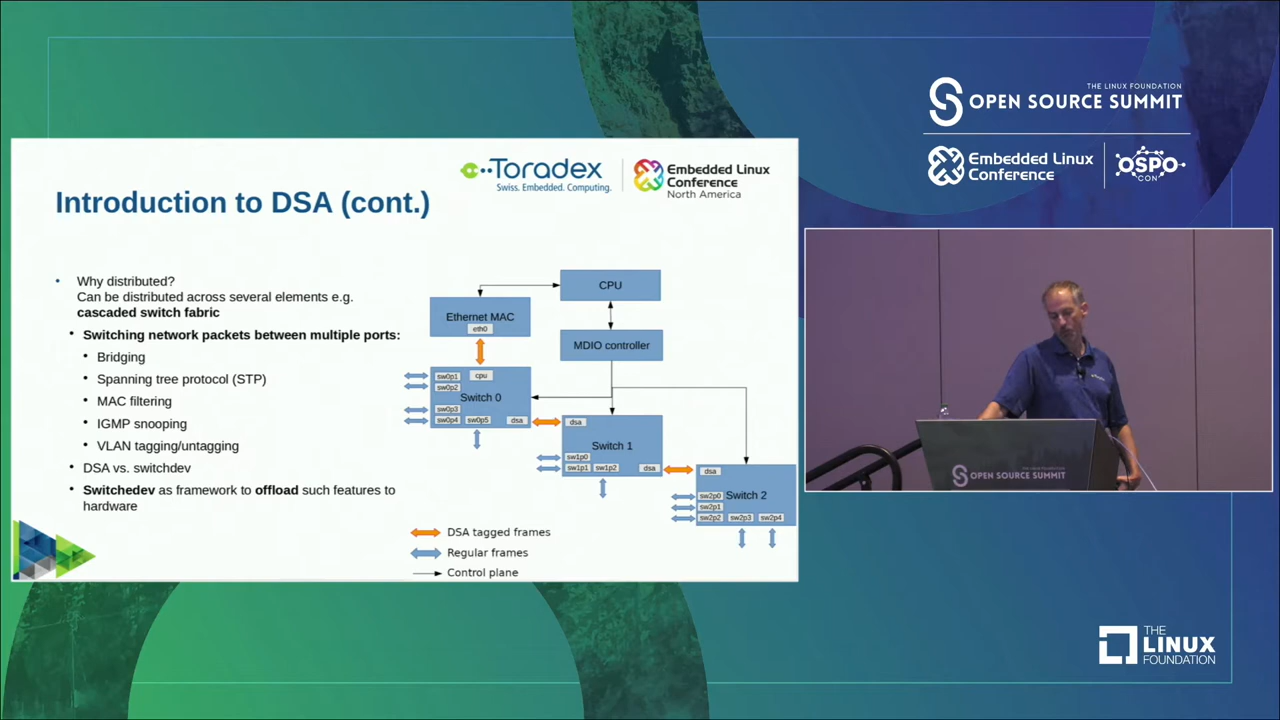 THE LINUX FOUNDATION
OPEN SOURCE SUMMIT
Embedded Linux
Conference
OSPO
CON
Toradex
Swiss. Embedded. Computing.
Embedded Linux
Conference
North America
Introduction to DSA (cont.)
• Why distributed?
Can be distributed across several elements e.g.
cascaded switch fabric
• Switching network packets between multiple ports:
• Bridging
• Spanning tree protocol (STP)
• MAC filtering
• IGMP snooping
• VLAN tagging/untagging
• DSA vs. switchdev
• Switchedev as framework to offload such features to
hardware
CPU
Ethernet MAC
eth0
MDIO controller
sw0p1
cpu
sw0p2
Switch 0
sw0p3
sw0p4 sw0p5 dsa
dsa
Switch 1
sw1p0
sw1p1 sw1p2 dsa
dsa
Switch 2
sw2p0
sw2p1
sw2p2 sw2p3 sw2p4
DSA tagged frames
Regular frames
Control plane
OPEN SOURCE SUMMIT
THE
LINUX
FOUNDATION